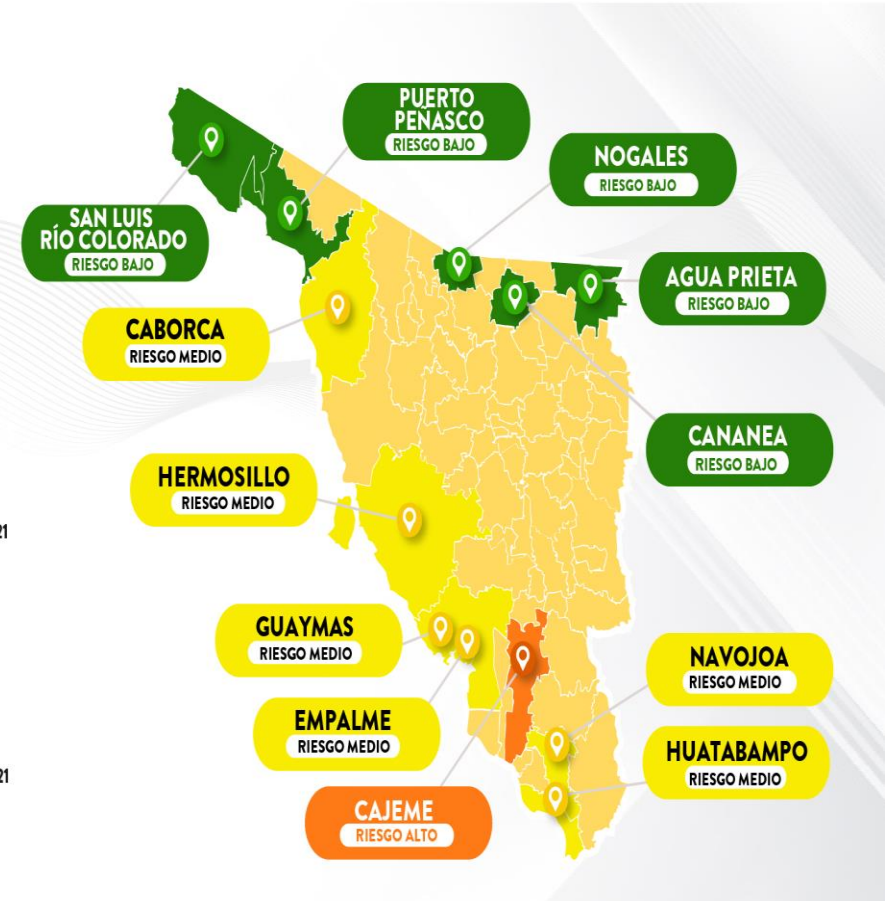 PUERTO
PEÑASCO
RIESGO BAJO
NOGALES
RIESGO BAJO
SAN LUIS
RÍO COLORADO
RIESGO BAJO
AGUA PRIETA
RIESGO BAJO
CABORCA
RIESGO MEDIO
CANANEA
RIESGO BAJO
HERMOSILLO
RIESGO MEDIO
21
GUAYMAS
RIESGO MEDIO
NAVOJOA
RIESGO MEDIO
EMPALME
RIESGO MEDIO
HUATABAMPO
RIESGO MEDIO
21
CAJEME
RIESGO ALTO